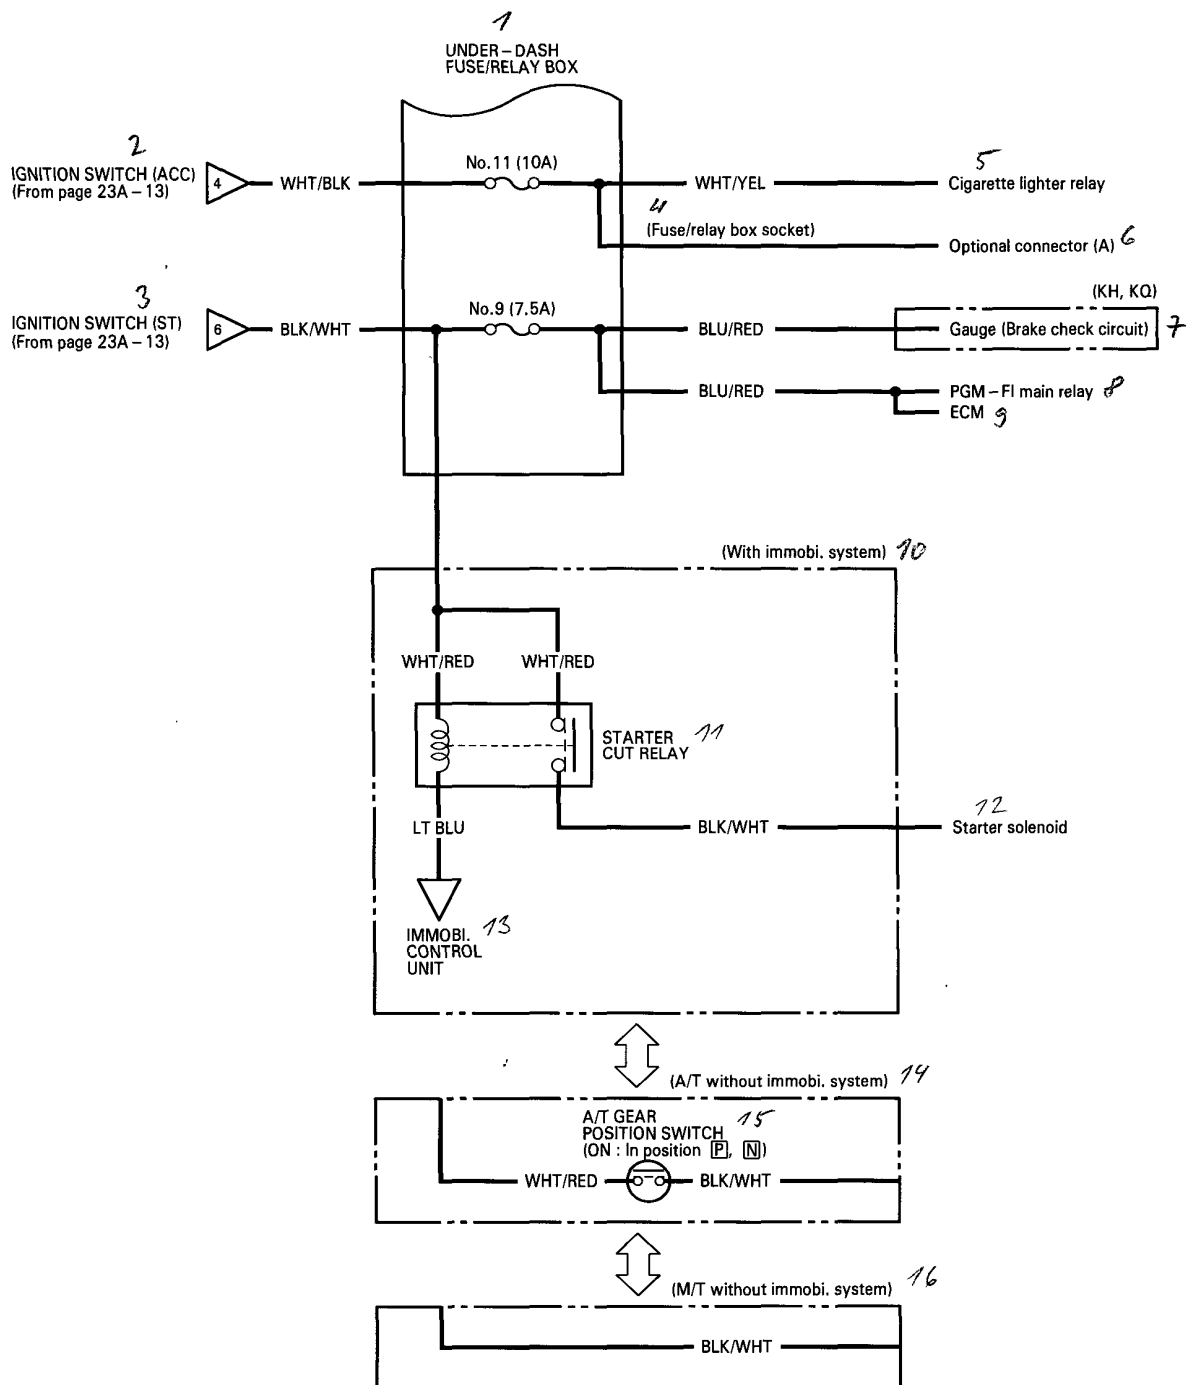 1
UNDER-DASH
FUSE/RELAY BOX
2
IGNITION SWITCH (ACC)
(From page 23A-13)
4
WHT/BLK
No.11 (10A)
WHT/YEL
5
Cigarette lighter relay
4
(Fuse/relay box socket)
Optional connector (A) 6
3
IGNITION SWITCH (ST)
(From page 23A-13)
6
BLK/WHT
No.9 (7.5A)
BLU/RED
(KH, KQ)
Gauge (Brake check circuit) 7
BLU/RED
PGM-FI main relay 8
ECM 9
(With immobi. system) 10
WHT/RED
WHT/RED
STARTER
CUT RELAY
11
LT BLU
BLK/WHT
12
Starter solenoid
IMMOBI.
CONTROL
UNIT
13
(A/T without immobi. system) 14
A/T GEAR
POSITION SWITCH
(ON : In position P, N)
15
WHT/RED
BLK/WHT
(M/T without immobi. system) 16
BLK/WHT